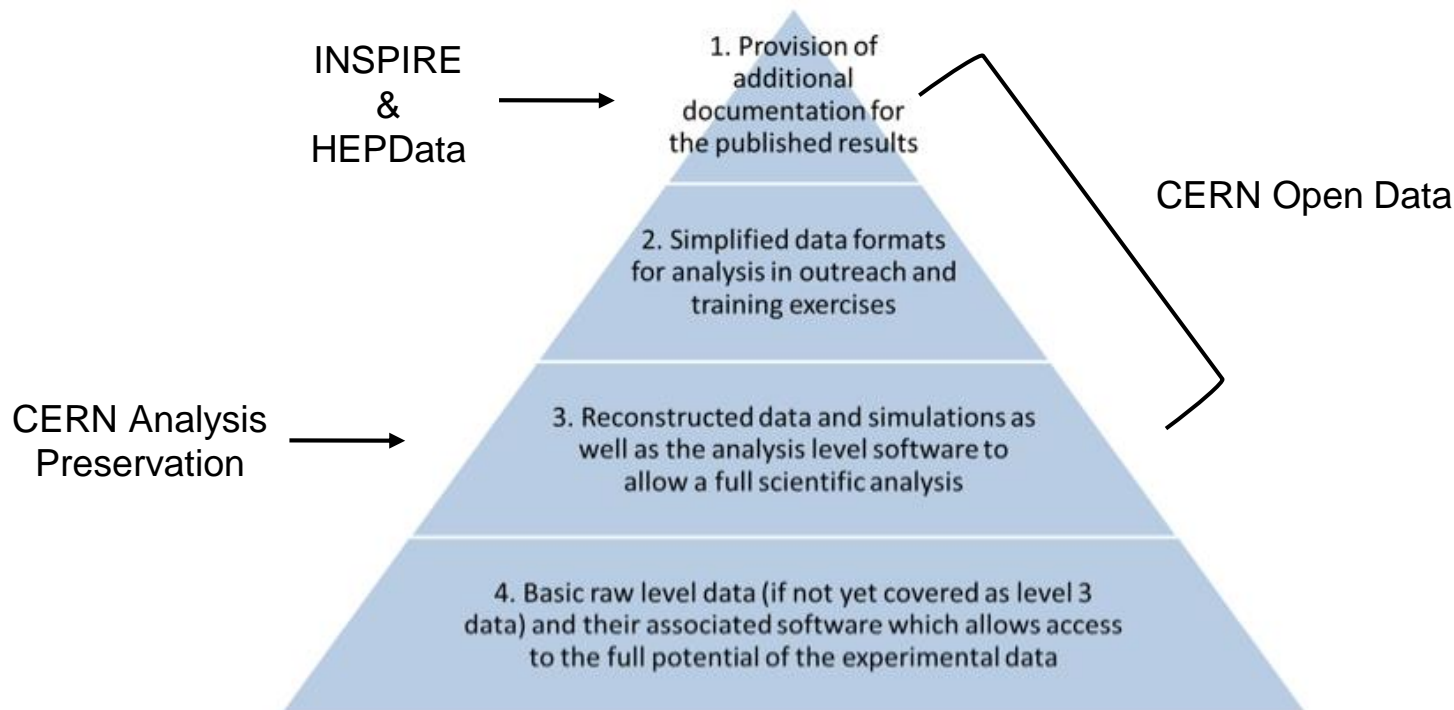 INSPIRE
&
HEPData
1. Provision of
additional
documentation for
the published results
CERN Open Data
2. Simplified data formats
for analysis in outreach and
training exercises
CERN Analysis
Preservation
3. Reconstructed data and simulations as
well as the analysis level software to
allow a full scientific analysis
4. Basic raw level data (if not yet covered as level 3
data) and their associated software which allows access
to the full potential of the experimental data